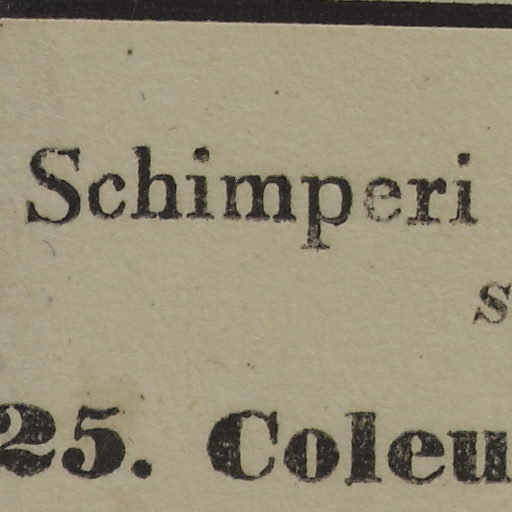 Schimperi
s
25. Coleu